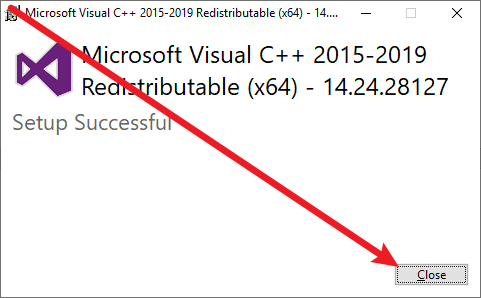 Microsoft Visual C++ 2015-2019 Redistributable (x64) - 14....
Microsoft Visual C++ 2015-2019
Redistributable (x64) - 14.24.28127
Setup Successful
Close